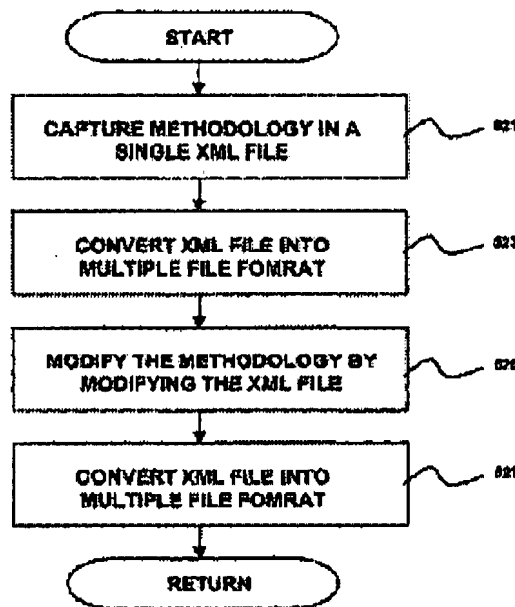 START
CAPTURE METHODOLOGY IN A
SINGLE XML FILE
CONVERT XML FILE INTO
MULTIPLE FILE FOMRAT
MODIFY THE METHODOLOGY BY
MODIFYING THE XML FILE
CONVERT XML FILE INTO
MULTIPLE FILE FOMRAT
RETURN